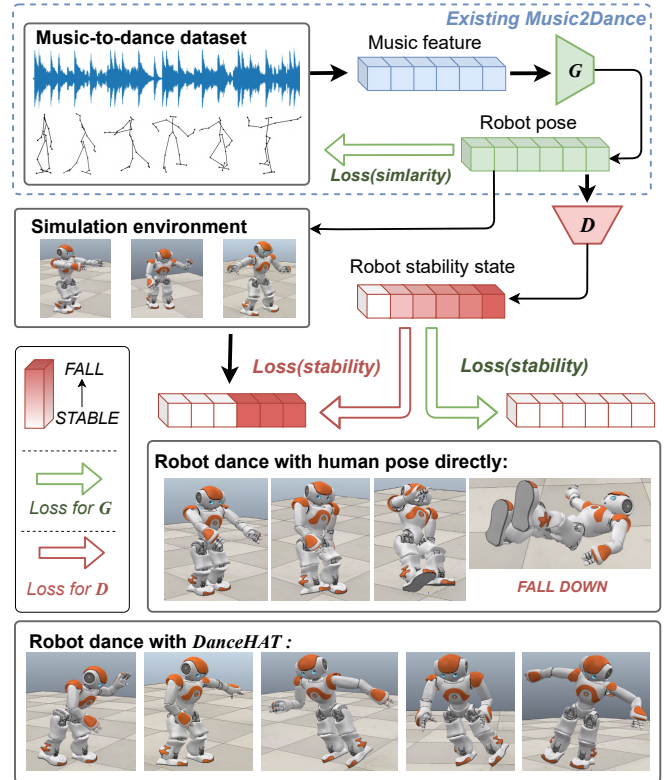 Existing Music2Dance
Music-to-dance dataset
Music feature
G
Robot pose
Loss(simlarity)
D
Simulation environment
Robot stability state
Loss(stability)
Loss(stability)
FALL
STABLE
Loss for G
Loss for D
Robot dance with human pose directly:
FALL DOWN
Robot dance with DanceHAT :